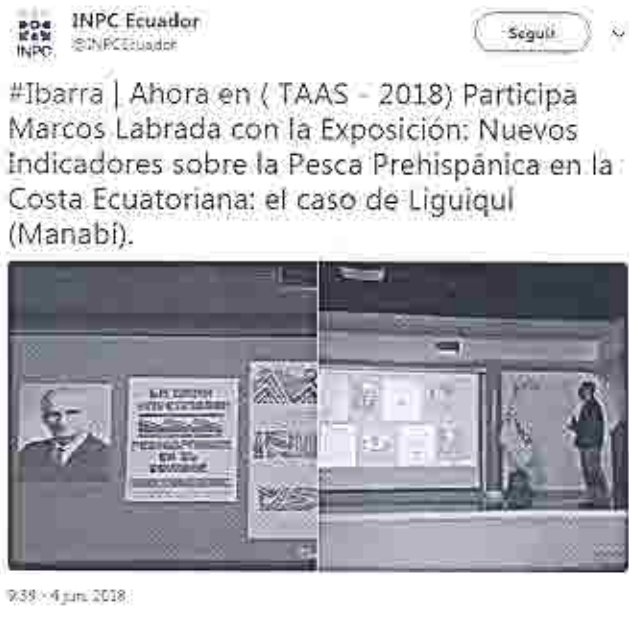 INPC Ecuador
@INPCEcuador
Seguir
INPC
#Ibarra | Ahora en ( TAAS - 2018) Participa
Marcos Labrada con la Exposición: Nuevos
Indicadores sobre la Pesca Prehispánica en la
Costa Ecuatoriana: el caso de Liguiqui
(Manabí).
9:39 - 4 jun. 2018